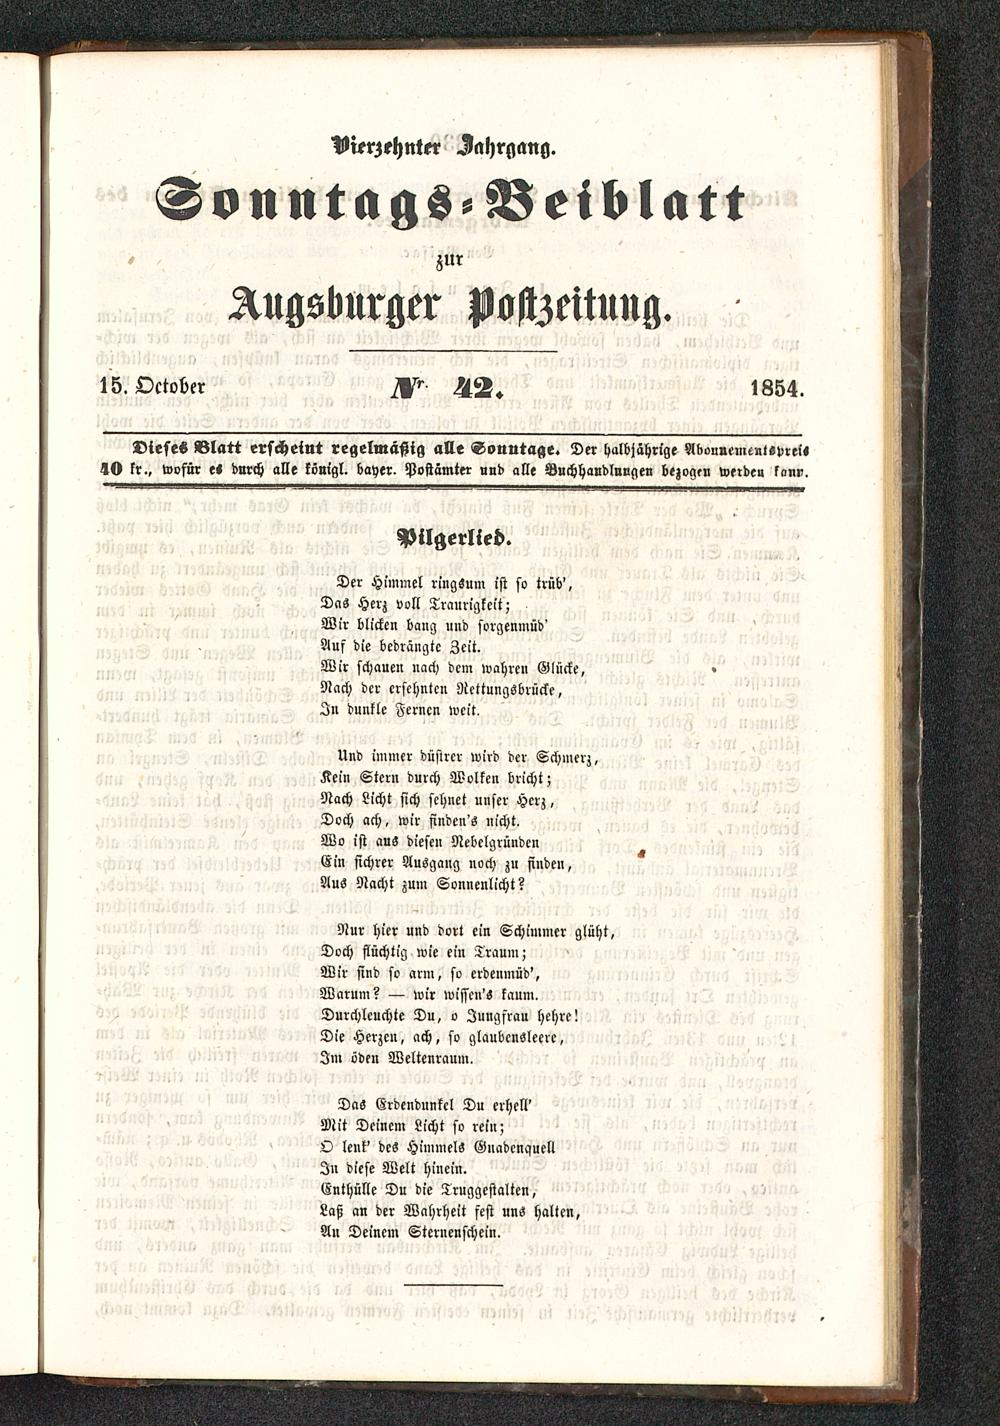 Vierzehnter Jahrgang.
Sonntags-Beiblatt
zur
Augsburger Postzeitung.
15. October Nr. 42. 1854.
Dieses Blatt erscheint regelmäßig alle Sonntage. Der halbjährige Abonnementspreis
40 kr., wofür es durch alle königl. bayer. Postämter und alle Buchhandlungen bezogen werden kann.
Pilgerlied.
Der Himmel ringsum ist so trüb',
Das Herz voll Traurigkeit;
Wir blicken bang und sorgenmüd'
Auf die bedrängte Zeit.
Wir schauen nach dem wahren Glücke,
Nach der ersehnten Rettungsbrücke,
In dunkle Fernen weit.
Und immer düstrer wird der Schmerz,
Kein Stern durch Wolken bricht;
Nach Licht sich sehnet unser Herz,
Doch ach, wir finden's nicht.
Wo ist aus diesen Nebelgründen
Ein sichrer Ausgang noch zu finden,
Aus Nacht zum Sonnenlicht?
Nur hier und dort ein Schimmer glüht,
Doch flüchtig wie ein Traum;
Wir sind so arm, so erdenmüd',
Warum? — wir wissen's kaum.
Durchleuchte Du, o Jungfrau hehre!
Die Herzen, ach, so glaubensleere,
Im öden Weltenraum.
Das Erdendunkel Du erhell'
Mit Deinem Licht so rein;
O lenk' des Himmels Gnadenquell
In diese Welt hinein.
Enthülle Du die Truggestalten,
Laß an der Wahrheit fest uns halten,
An Deinem Sternenschein.